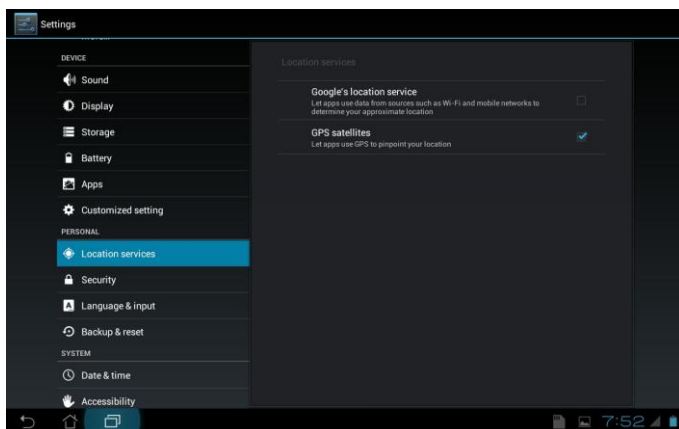 Settings
DEVICE
Sound
Display
Storage
Battery
Apps
Customized setting
PERSONAL
Location services
Security
Language & input
Backup & reset
SYSTEM
Date & time
Accessibility
Location services
Google's location service
Let apps use data from sources such as Wi-Fi and mobile networks to
determine your approximate location
GPS satellites
Let apps use GPS to pinpoint your location
A
7:52